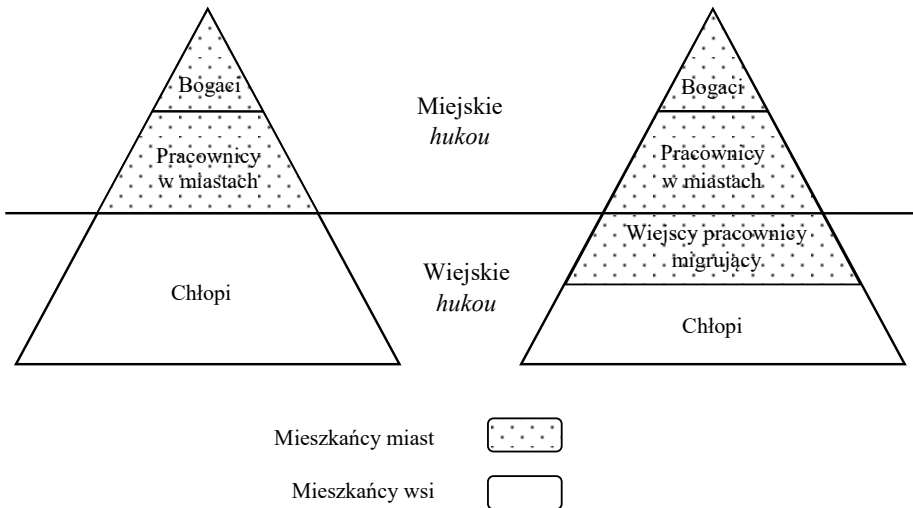 Bogaci
Pracownicy
w miastach
Chłopi
Miejskie
hukou
Wiejskie
hukou
Bogaci
Pracownicy
w miastach
Wiejscy pracownicy
migrujący
Chłopi
Mieszkańcy miast
Mieszkańcy wsi